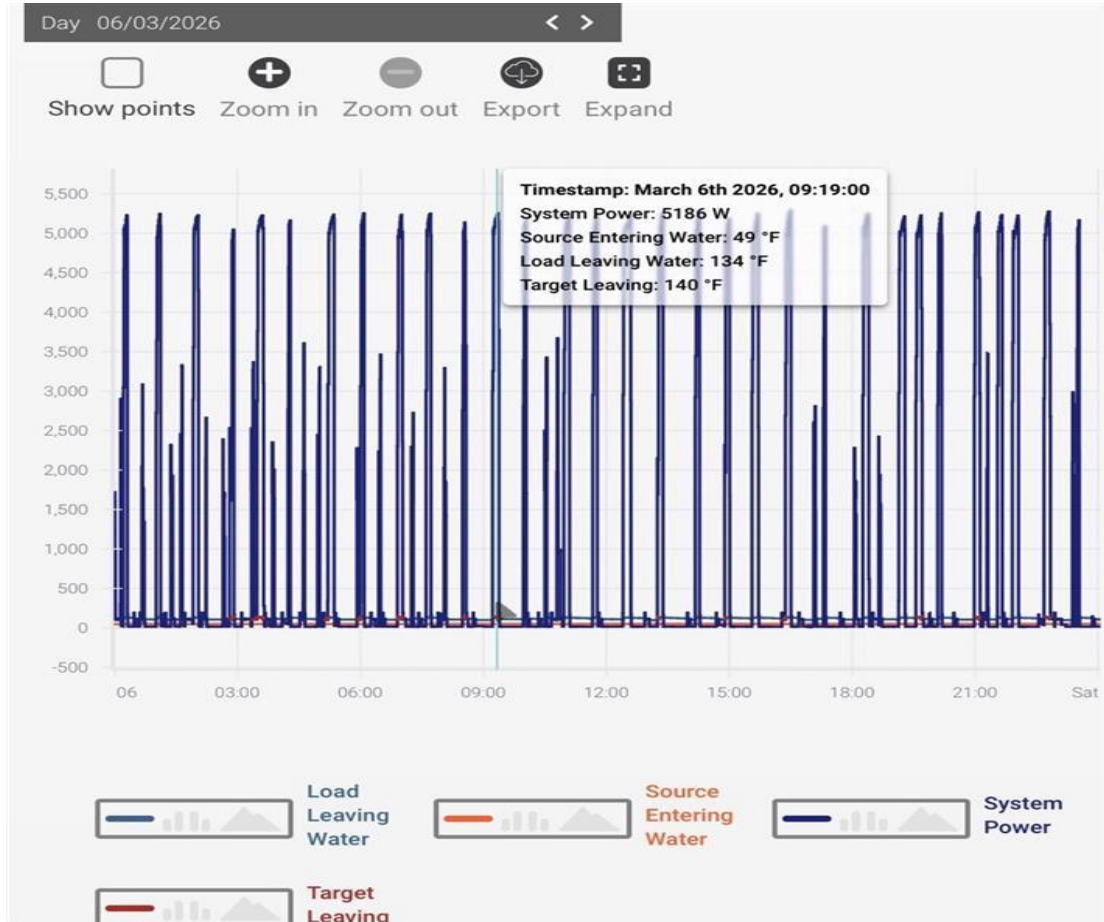 Day 06/03/2026 < >
Show points Zoom in Zoom out Export Expand
5,500
5,000
4,500
4,000
3,500
3,000
2,500
2,000
1,500
1,000
500
0
-500
Timestamp: March 6th 2026, 09:19:00
System Power: 5186 W
Source Entering Water: 49 °F
Load Leaving Water: 134 °F
Target Leaving: 140 °F
06 03:00 06:00 09:00 12:00 15:00 18:00 21:00 Sat
Load
Leaving
Water
Source
Entering
Water
System
Power
Target
Leaving